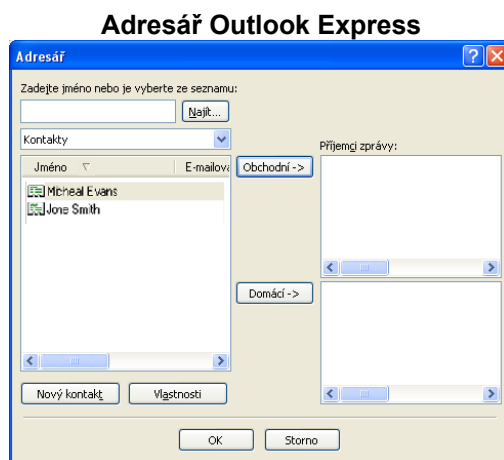 Adresář Outlook Express
Adresář
Zadejte jméno nebo je vyberte ze seznamu:
Najít...
Kontakty
Příjemci zprávy:
Jméno E-mailova
Obchodní ->
Micheal Evans
Jone Smith
Domácí ->
Nový kontakt Vlastnosti
OK Storno